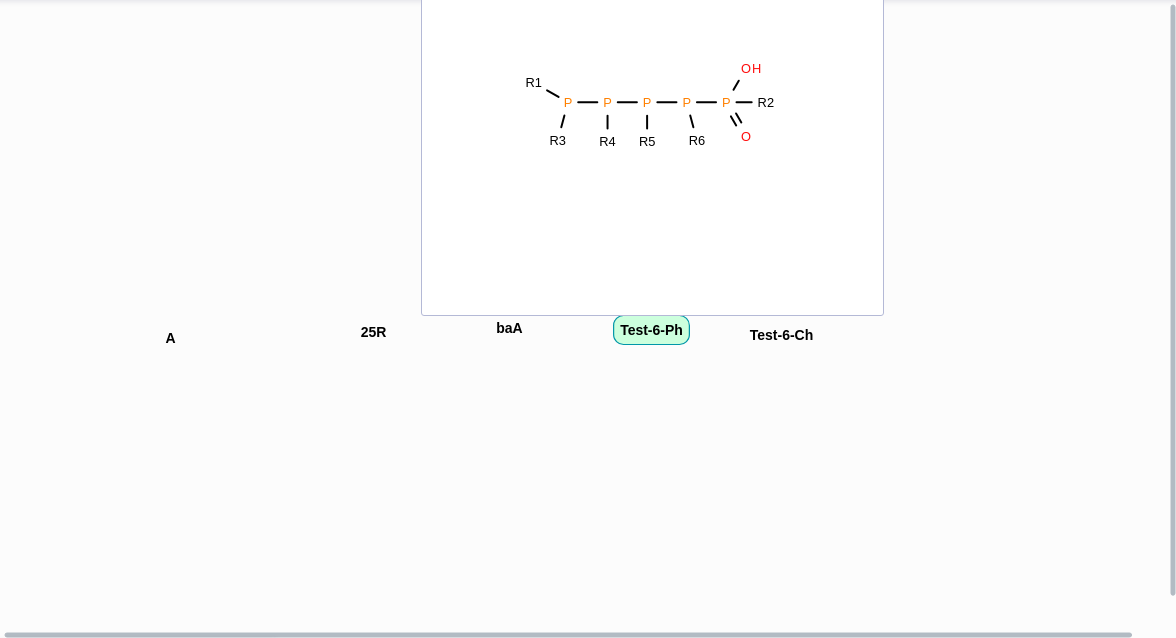 OH
R1
P P P P P R2
R3 R4 R5 R6 O
A 25R baA Test-6-Ph Test-6-Ch